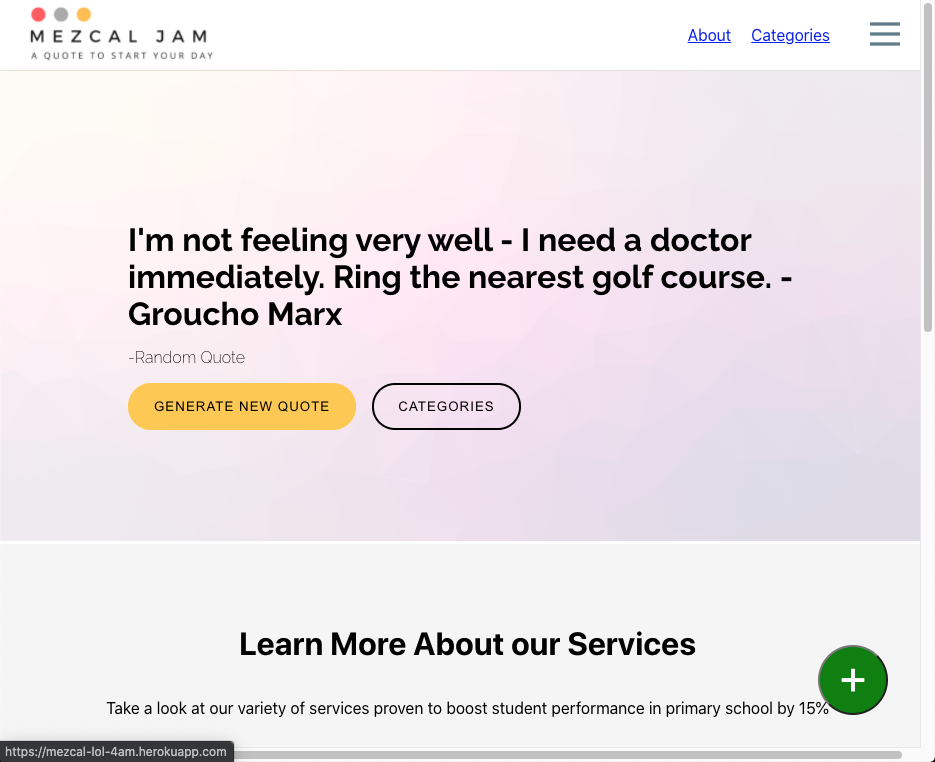 MEZCAL JAM
A QUOTE TO START YOUR DAY
About
Categories
I'm not feeling very well - I need a doctor
immediately. Ring the nearest golf course. -
Groucho Marx
-Random Quote
GENERATE NEW QUOTE
CATEGORIES
Learn More About our Services
Take a look at our variety of services proven to boost student performance in primary school by 15%
+
https://mezcal-lol-4am.herokuapp.com